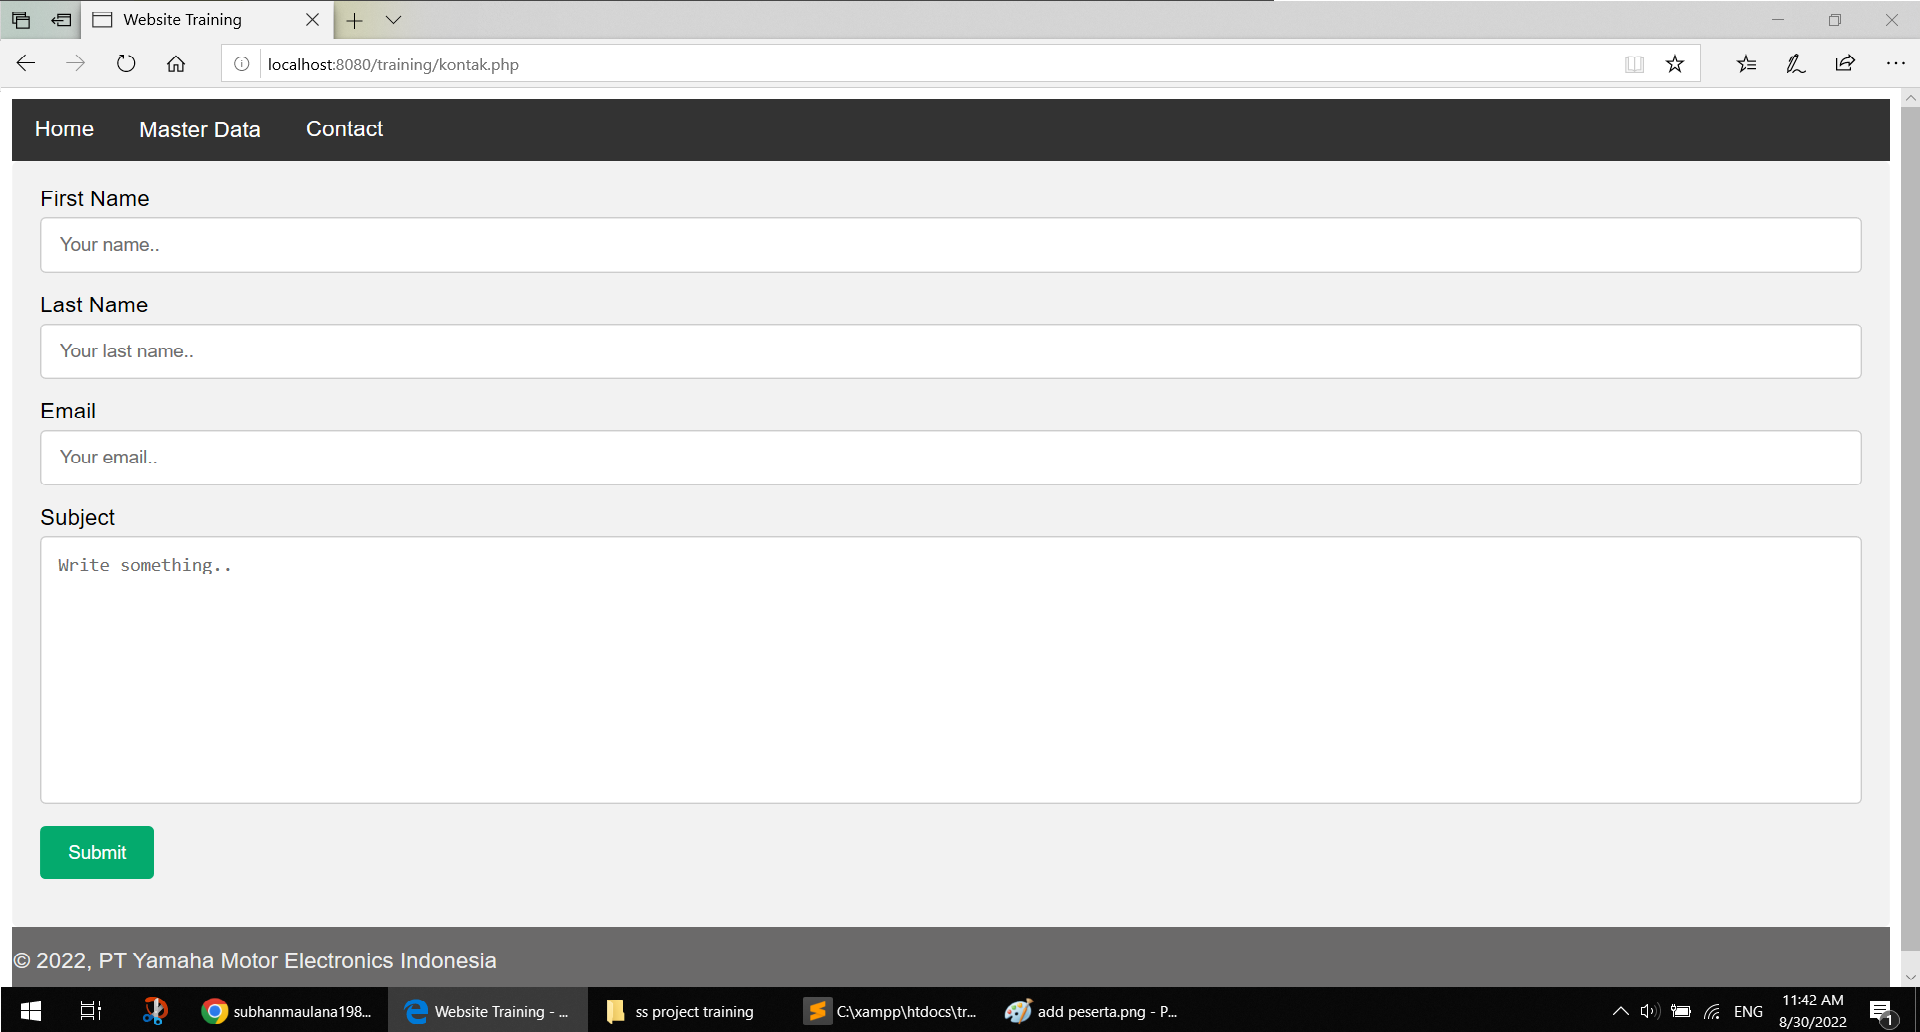 Website Training
localhost:8080/training/kontak.php
Home Master Data Contact
First Name
Your name..
Last Name
Your last name..
Email
Your email..
Subject
Write something..
Submit
© 2022, PT Yamaha Motor Electronics Indonesia
subhanmaulana198... Website Training - ... ss project training C:\xampp\htdocs\tr... add peserta.png - P... ENG 11:42 AM 1
8/30/2022